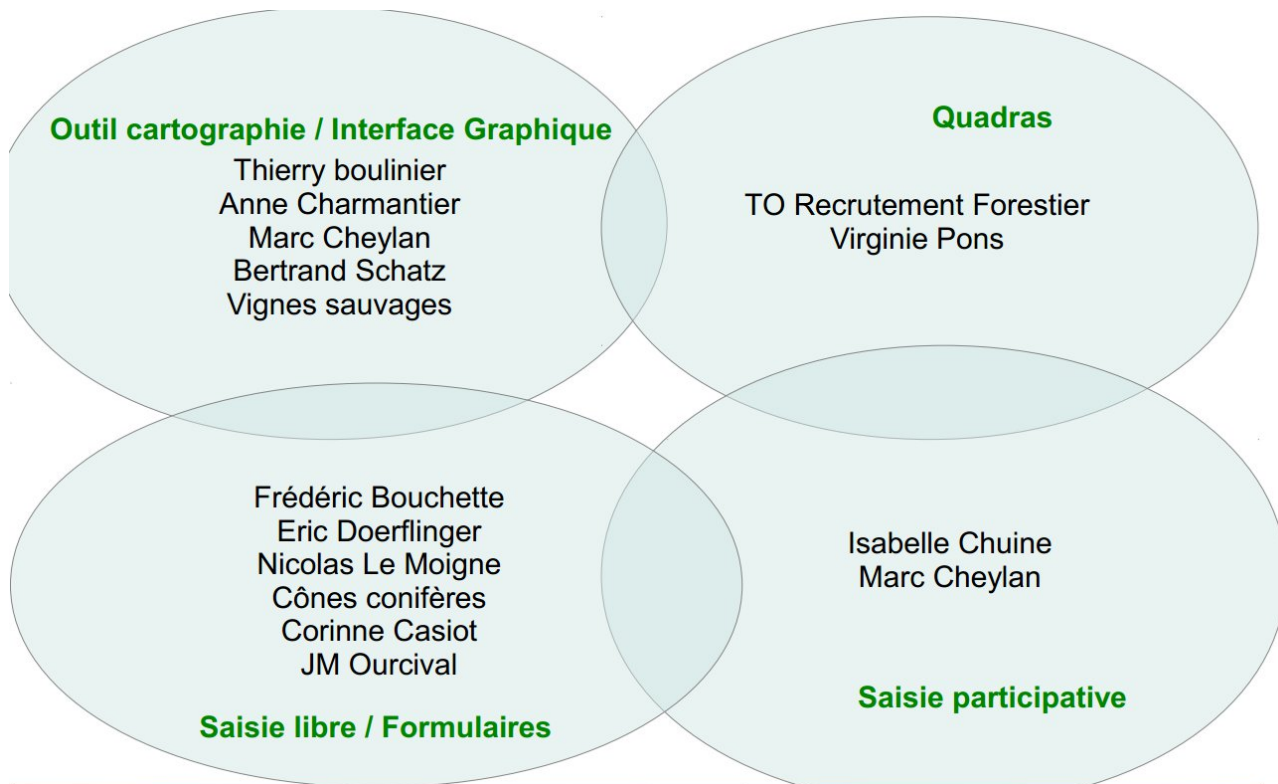 Outil cartographie / Interface Graphique
Thierry boulinier
Anne Charmantier
Marc Cheylan
Bertrand Schatz
Vignes sauvages
Quadras
TO Recrutement Forestier
Virginie Pons
Frédéric Bouchette
Eric Doerflinger
Nicolas Le Moigne
Cônes conifères
Corinne Casiot
JM Ourcival
Saisie libre / Formulaires
Isabelle Chuine
Marc Cheylan
Saisie participative